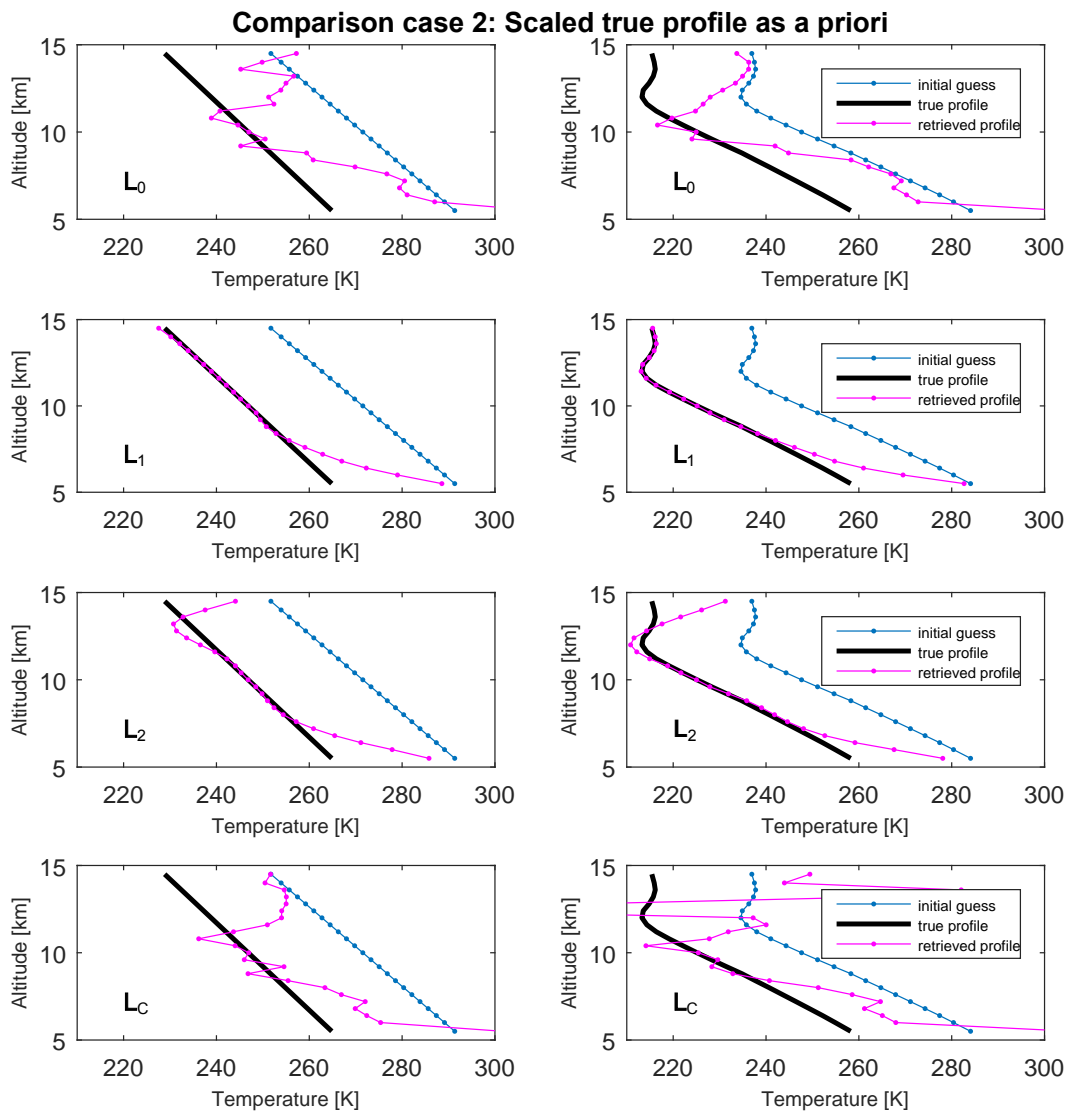 Comparison case 2: Scaled true profile as a priori
15
10
5
Altitude [km]
L0
220 240 260 280 300
Temperature [K]
15
10
5
Altitude [km]
L0
initial guess
true profile
retrieved profile
220 240 260 280 300
Temperature [K]
15
10
5
Altitude [km]
L1
220 240 260 280 300
Temperature [K]
15
10
5
Altitude [km]
L1
initial guess
true profile
retrieved profile
220 240 260 280 300
Temperature [K]
15
10
5
Altitude [km]
L2
220 240 260 280 300
Temperature [K]
15
10
5
Altitude [km]
L2
initial guess
true profile
retrieved profile
220 240 260 280 300
Temperature [K]
15
10
5
Altitude [km]
LC
220 240 260 280 300
Temperature [K]
15
10
5
Altitude [km]
LC
initial guess
true profile
retrieved profile
220 240 260 280 300
Temperature [K]